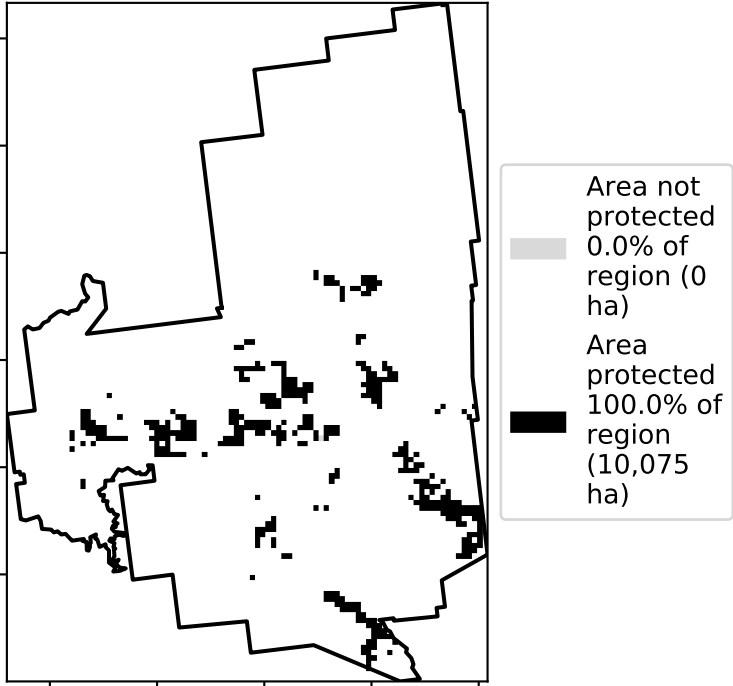 Area not
protected
0.0% of
region (0
ha)
Area
protected
100.0% of
region
(10,075
ha)